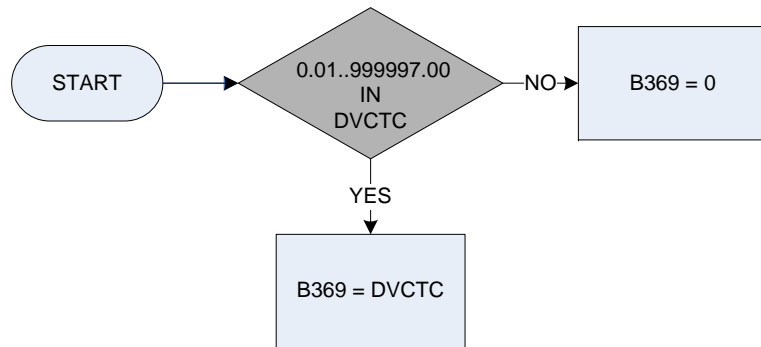 START
0.01..999997.00
IN
DVCTC
NO
B369 = 0
YES
B369 = DVCTC